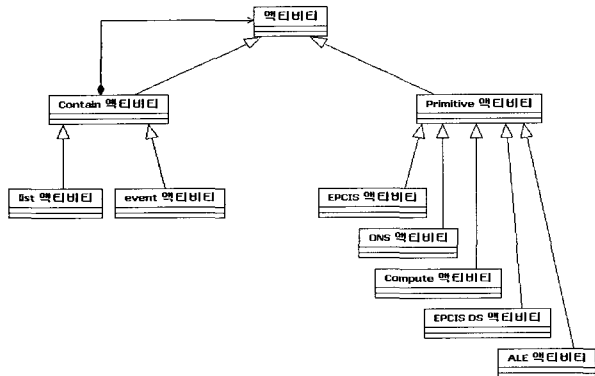 액티비티
Contain 액티비티
Primitive 액티비티
list 액티비티
event 액티비티
EPCIS 액티비티
ONS 액티비티
Compute 액티비티
EPCIS DS 액티비티
ALE 액티비티